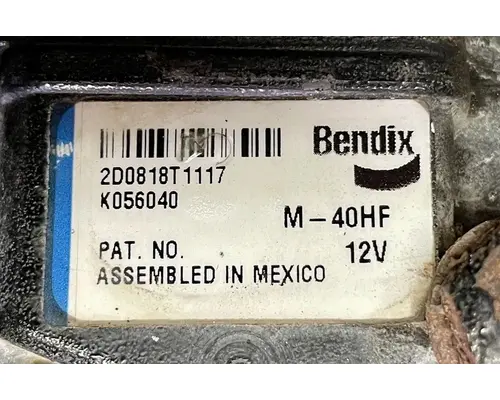 Bendix
2D0818T1117
K056040
M-40HF
PAT. NO.
12V
ASSEMBLED IN MEXICO